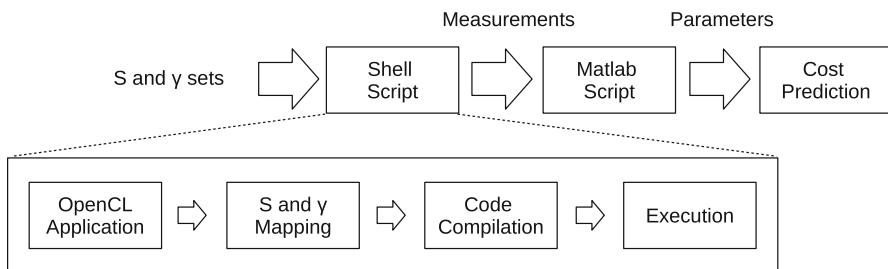 Measurements
Parameters
S and γ sets
Shell
Script
Matlab
Script
Cost
Prediction
OpenCL
Application
S and γ
Mapping
Code
Compilation
Execution